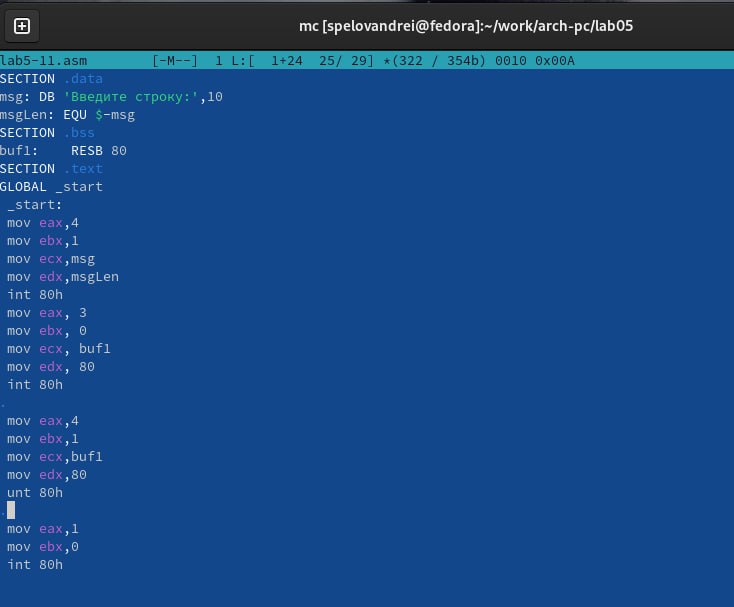 mc [spelovandrei@fedora]:~/work/arch-pc/lab05
lab5-11.asm [-M--] 1 L:[ 1+24 25/ 29] *(322 / 354b) 0010 0x00A
SECTION .data
msg: DB 'Введите строку:',10
msgLen: EQU $-msg
SECTION .bss
buf1: RESB 80
SECTION .text
GLOBAL _start
_start:
mov eax,4
mov ebx,1
mov ecx,msg
mov edx,msgLen
int 80h
mov eax, 3
mov ebx, 0
mov ecx, buf1
mov edx, 80
int 80h
.
mov eax,4
mov ebx,1
mov ecx,buf1
mov edx,80
unt 80h
.
mov eax,1
mov ebx,0
int 80h